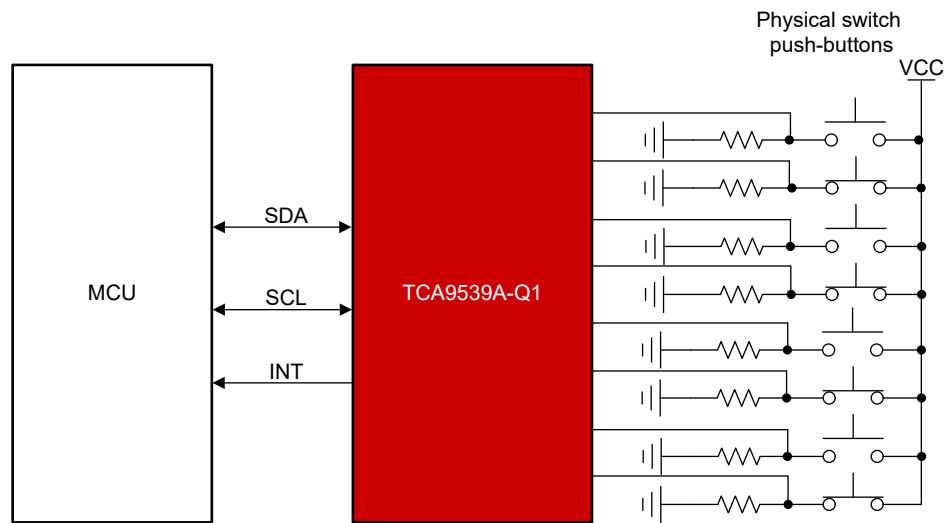 Physical switch
push-buttons
VCC
SDA
MCU
SCL
TCA9539A-Q1
INT